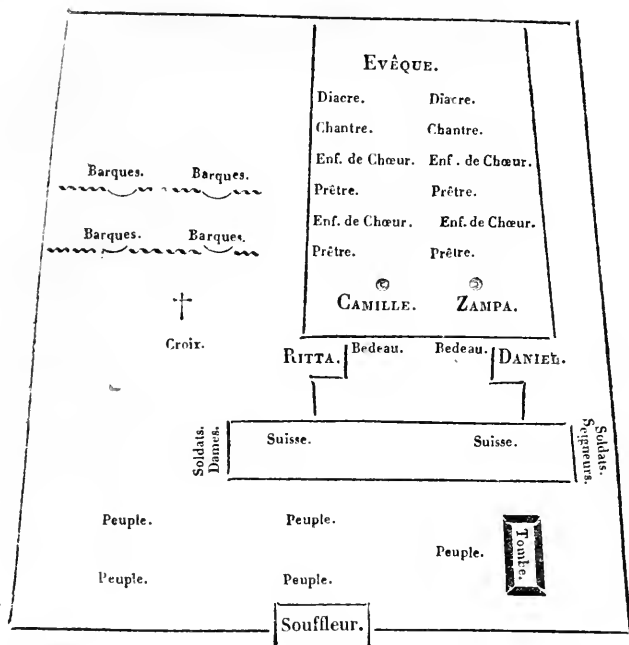 EVÊQUE.
Diacre. Diacre.
Chantre. Chantre.
Barques. Barques. Enf. de Chœur. Enf. de Chœur.
Prêtre. Prêtre.
Barques. Barques. Enf. de Chœur. Enf. de Chœur.
Prêtre. Prêtre.
CAMILLE. ZAMPA.
Croix. RITTA. Bedeau. Bedeau. DANIEL.
Soldats.
Dames.
Suisse. Suisse.
Soldats.
Seigneurs.
Peuple. Peuple.
Peuple. Tombe.
Peuple. Peuple.
Souffleur.